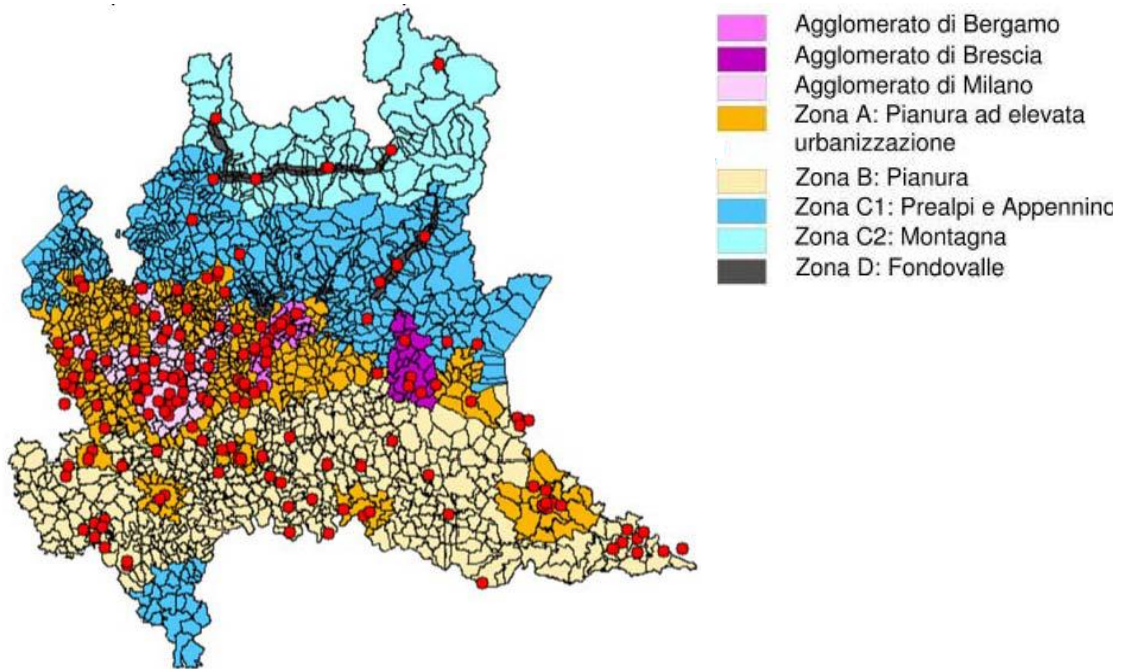 Agglomerato di Bergamo
Agglomerato di Brescia
Agglomerato di Milano
Zona A: Pianura ad elevata
urbanizzazione
Zona B: Pianura
Zona C1: Prealpi e Appennino
Zona C2: Montagna
Zona D: Fondovalle